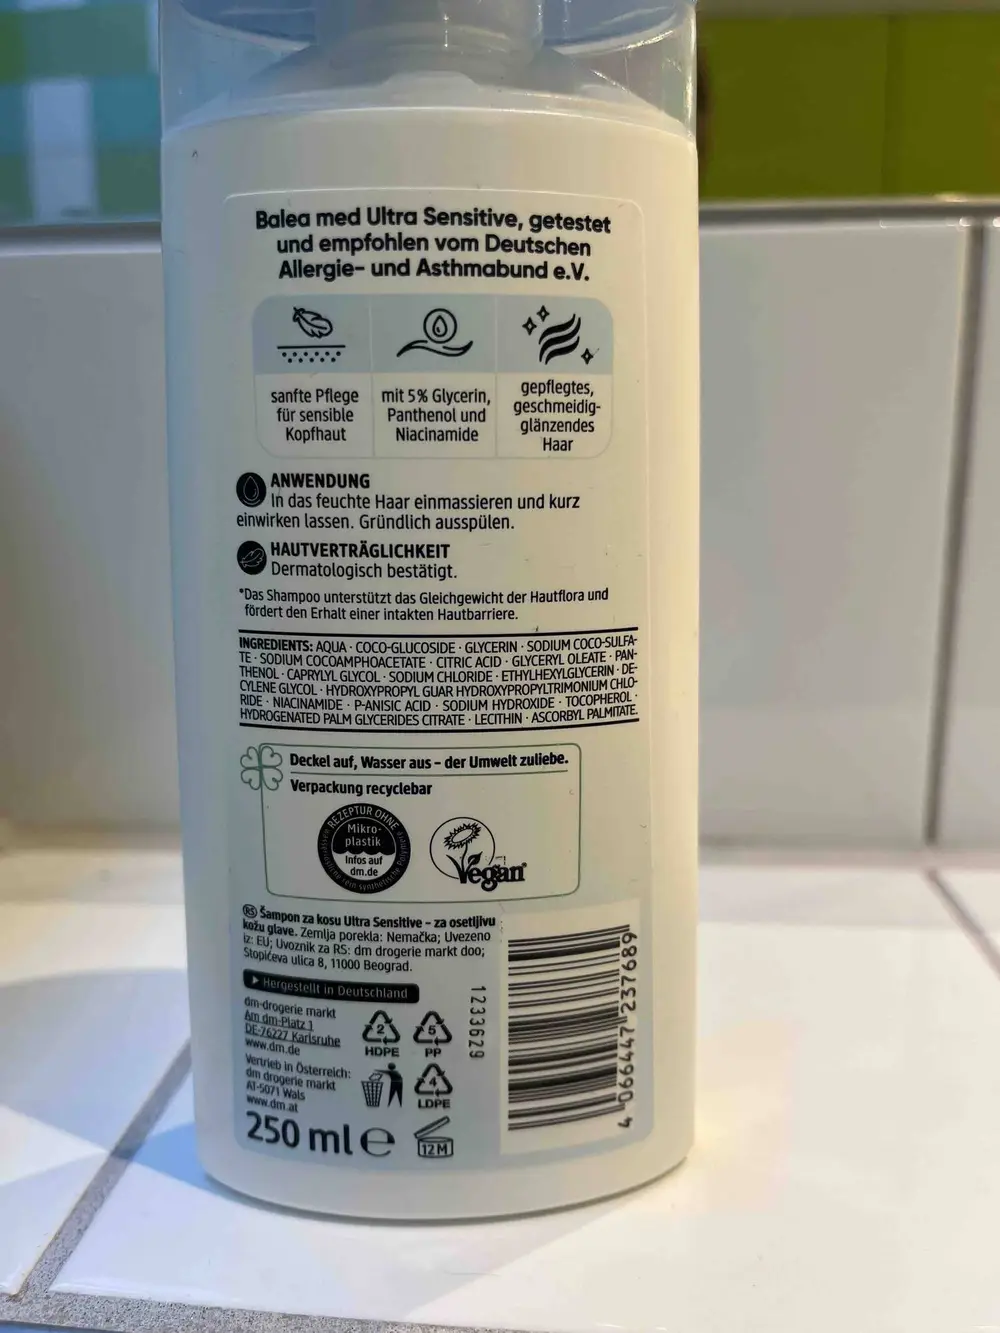 Balea med Ultra Sensitive, getestet
und empfohlen vom Deutschen
Allergie- und Asthmabund e.V.
sanfte Pflege
für sensible
Kopfhaut
mit 5% Glycerin,
Panthenol und
Niacinamide
gepflegtes,
geschmeidig-
glänzendes
Haar
ANWENDUNG
In das feuchte Haar einmassieren und kurz
einwirken lassen. Gründlich ausspülen.
HAUTVERTRÄGLICHKEIT
Dermatologisch bestätigt.
*Das Shampoo unterstützt das Gleichgewicht der Hautflora und
fördert den Erhalt einer intakten Hautbarriere.
INGREDIENTS: AQUA · COCO-GLUCOSIDE · GLYCERIN · SODIUM COCO-SULFA-
TE · SODIUM COCOAMPHOACETATE · CITRIC ACID · GLYCERYL OLEATE · PAN-
THENOL · CAPRYLYL GLYCOL · SODIUM CHLORIDE · ETHYLHEXYLGLYCERIN · DE-
CYLENE GLYCOL · HYDROXYPROPYL GUAR HYDROXYPROPYLTRIMONIUM CHLO-
RIDE · NIACINAMIDE · P-ANISIC ACID · SODIUM HYDROXIDE · TOCOPHEROL ·
HYDROGENATED PALM GLYCERIDES CITRATE · LECITHIN · ASCORBYL PALMITATE.
Deckel auf, Wasser aus – der Umwelt zuliebe.
Verpackung recyclebar
REZEPTUR OHNE
Mikro-
plastik
Infos auf
dm.de
Vegan
RS Šampon za kosu Ultra Sensitive – za osetljivu
kožu glave. Zemlja porekla: Nemačka; Uvezeno
iz: EU; Uvoznik za RS: dm drogerie markt doo;
Stopićeva ulica 8, 11000 Beograd.
Hergestellt in Deutschland
dm-drogerie markt
Am dm-Platz 1
DE-76227 Karlsruhe
www.dm.de
Vertrieb in Österreich:
dm drogerie markt
AT-5071 Wals
www.dm.at
2
HDPE
5
PP
4
LDPE
1233629
250 ml e
12 M
4 066447 237689